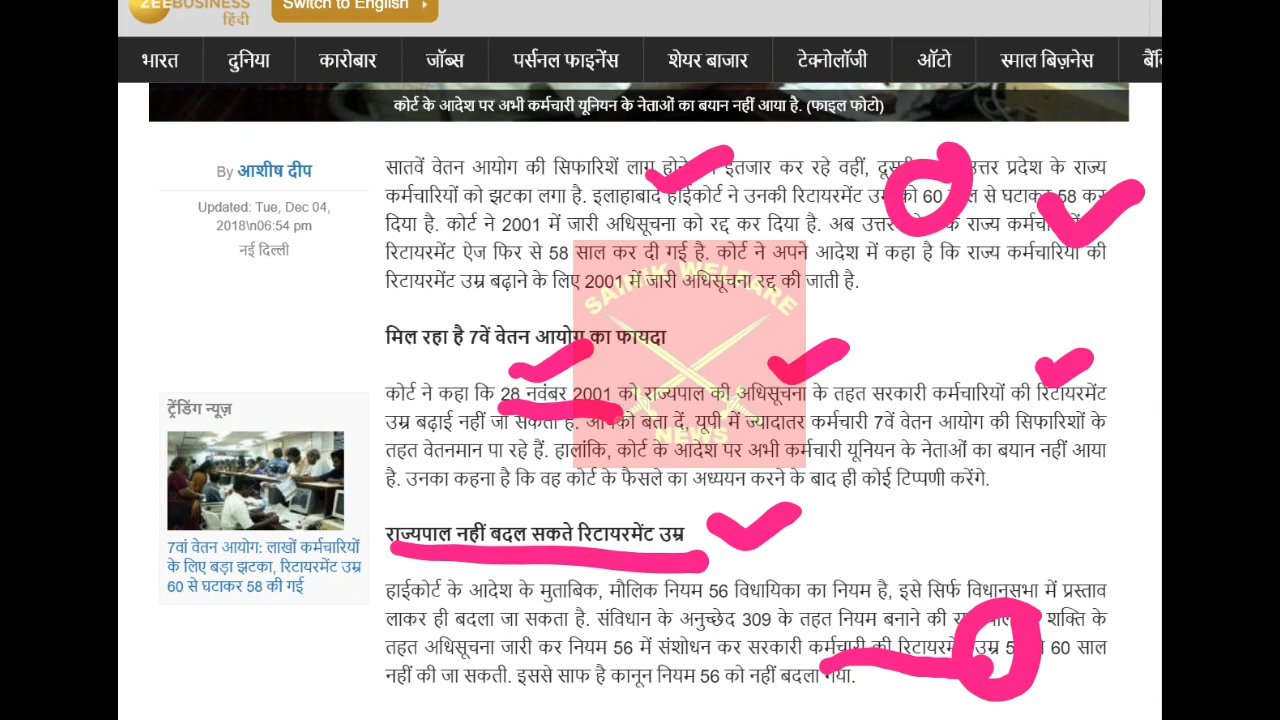 ZEEBUSINESS
हिंदी
Switch to English
भारत दुनिया कारोबार जॉब्स पर्सनल फाइनेंस शेयर बाजार टेक्नोलॉजी ऑटो स्माल बिज़नेस
कोर्ट के आदेश पर अभी कर्मचारी यूनियन के नेताओं का बयान नहीं आया है. (फाइल फोटो)
By आशीष दीप
Updated: Tue, Dec 04,
2018\n06:54 pm
नई दिल्ली
सातवें वेतन आयोग की सिफारिशें इंतजार कर रहे वहीं, उत्तर प्रदेश के राज्य
कर्मचारियों को झटका लगा है. इलाहाबाद हाईकोर्ट ने उनकी रिटायरमेंट उम्र को 60 से घटाकर 58 कर
दिया है. कोर्ट ने 2001 में जारी अधिसूचना को रद्द कर दिया है. अब राज्य
रिटायरमेंट ऐज फिर से 58 साल कर दी गई है. कोर्ट ने अपने आदेश में कहा है कि राज्य कर्मचारियों की
रिटायरमेंट उम्र बढ़ाने के लिए 2001 में जारी अधिसूचना रद्द की जाती है.
मिल रहा है 7वें वेतन आयोग का फायदा
कोर्ट ने कहा कि 28 नवंबर 2001 को राज्यपाल की अधिसूचना के तहत सरकारी कर्मचारियों की रिटायरमेंट
उम्र बढ़ाई नहीं जा सकती है. आपको बता दें, यूपी में ज्यादातर कर्मचारी 7वें वेतन आयोग की सिफारिशों के
तहत वेतनमान पा रहे हैं. हालांकि, कोर्ट के आदेश पर अभी कर्मचारी यूनियन के नेताओं का बयान नहीं आया
है. उनका कहना है कि वह कोर्ट के फैसले का अध्ययन करने के बाद ही कोई टिप्पणी करेंगे.
राज्यपाल नहीं बदल सकते रिटायरमेंट उम्र
हाईकोर्ट के आदेश के मुताबिक, मौलिक नियम 56 विधायिका का नियम है, इसे सिर्फ विधानसभा में प्रस्ताव
लाकर ही बदला जा सकता है. संविधान के अनुच्छेद 309 के तहत नियम बनाने की शक्ति के
तहत अधिसूचना जारी कर नियम 56 में संशोधन कर सरकारी कर्मचारी की रिटायरमेंट उम्र 60 साल
नहीं की जा सकती. इससे साफ है कानून नियम 56 को नहीं बदला गया.
SAINIK WELFARE
NEWS
ट्रेंडिंग न्यूज़
7वां वेतन आयोग: लाखों कर्मचारियों
के लिए बड़ा झटका, रिटायरमेंट उम्र
60 से घटाकर 58 की गई